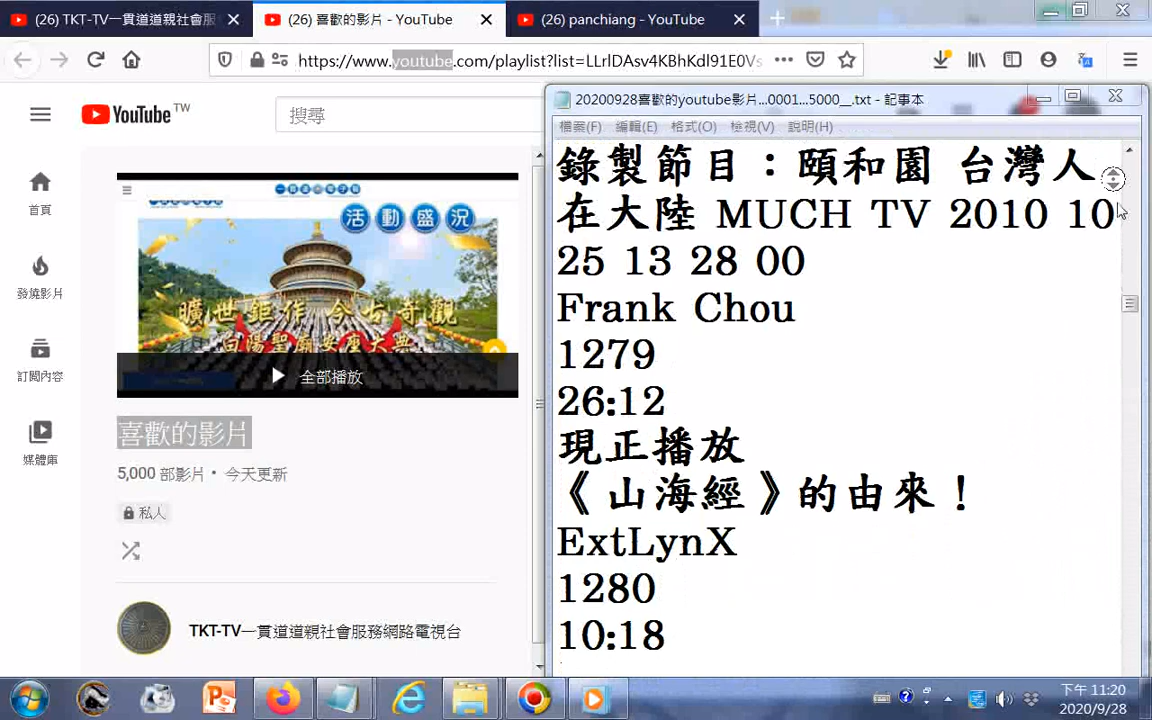 (26) TKT-TV一貫道道親社會服
(26) 喜歡的影片 - YouTube
(26) panchiang - YouTube
https://www.youtube.com/playlist?list=LLrlDAsv4KBhKdl91E0Vs
YouTube TW
搜尋
首頁
發燒影片
訂閱內容
媒體庫
活動盛況
曠世鉅作 今古奇觀
白陽聖廟安座大典
全部播放
喜歡的影片
5,000 部影片・今天更新
私人
TKT-TV一貫道道親社會服務網路電視台
20200928喜歡的youtube影片...0001...5000__.txt - 記事本
檔案(F) 編輯(E) 格式(O) 檢視(V) 說明(H)
錄製節目：頤和園 台灣人
在大陸 MUCH TV 2010 10
25 13 28 00
Frank Chou
1279
26:12
現正播放
《山海經》的由來！
ExtLynX
1280
10:18
下午 11:20
2020/9/28